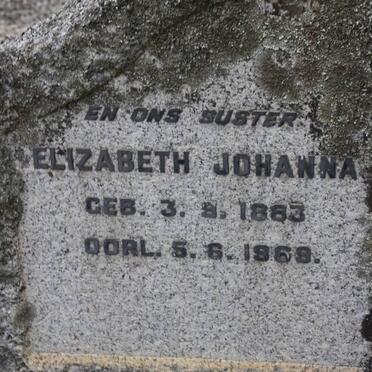 EN ONS SUSTER
ELIZABETH JOHANNA
GEB. 3. 9. 1883
OORL. 5. 6. 1969.